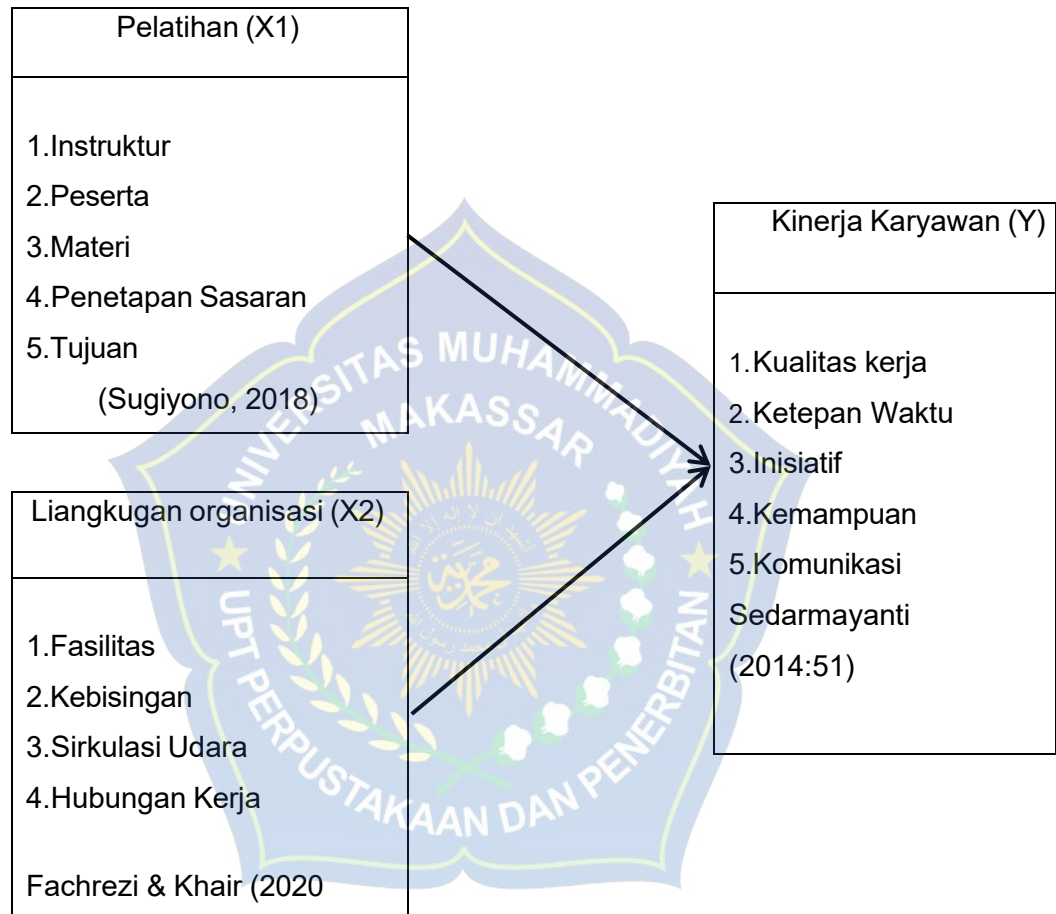 Pelatihan (X1)
1.Instruktur
2.Peserta
3.Materi
4.Penetapan Sasaran
5.Tujuan
(Sugiyono, 2018)
Liangkugan organisasi (X2)
1.Fasilitas
2.Kebisingan
3.Sirkulasi Udara
4.Hubungan Kerja
Fachrezi & Khair (2020
Kinerja Karyawan (Y)
1.Kualitas kerja
2.Ketepan Waktu
3.Inisiatif
4.Kemampuan
5.Komunikasi
Sedarmayanti
(2014:51)
UNIVERSITAS MUHAMMADIYAH
MAKASSAR
UPT PERPUSTAKAAN DAN PENERBITAN